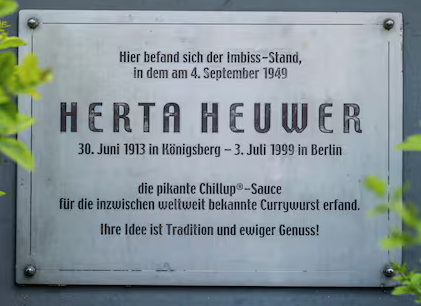 Hier befand sich der Imbiss-Stand,
in dem am 4. September 1949
HERTA HEUWER
30. Juni 1913 in Königsberg – 3. Juli 1999 in Berlin
die pikante Chillup®-Sauce
für die inzwischen weltweit bekannte Currywurst erfand.
Ihre Idee ist Tradition und ewiger Genuss!